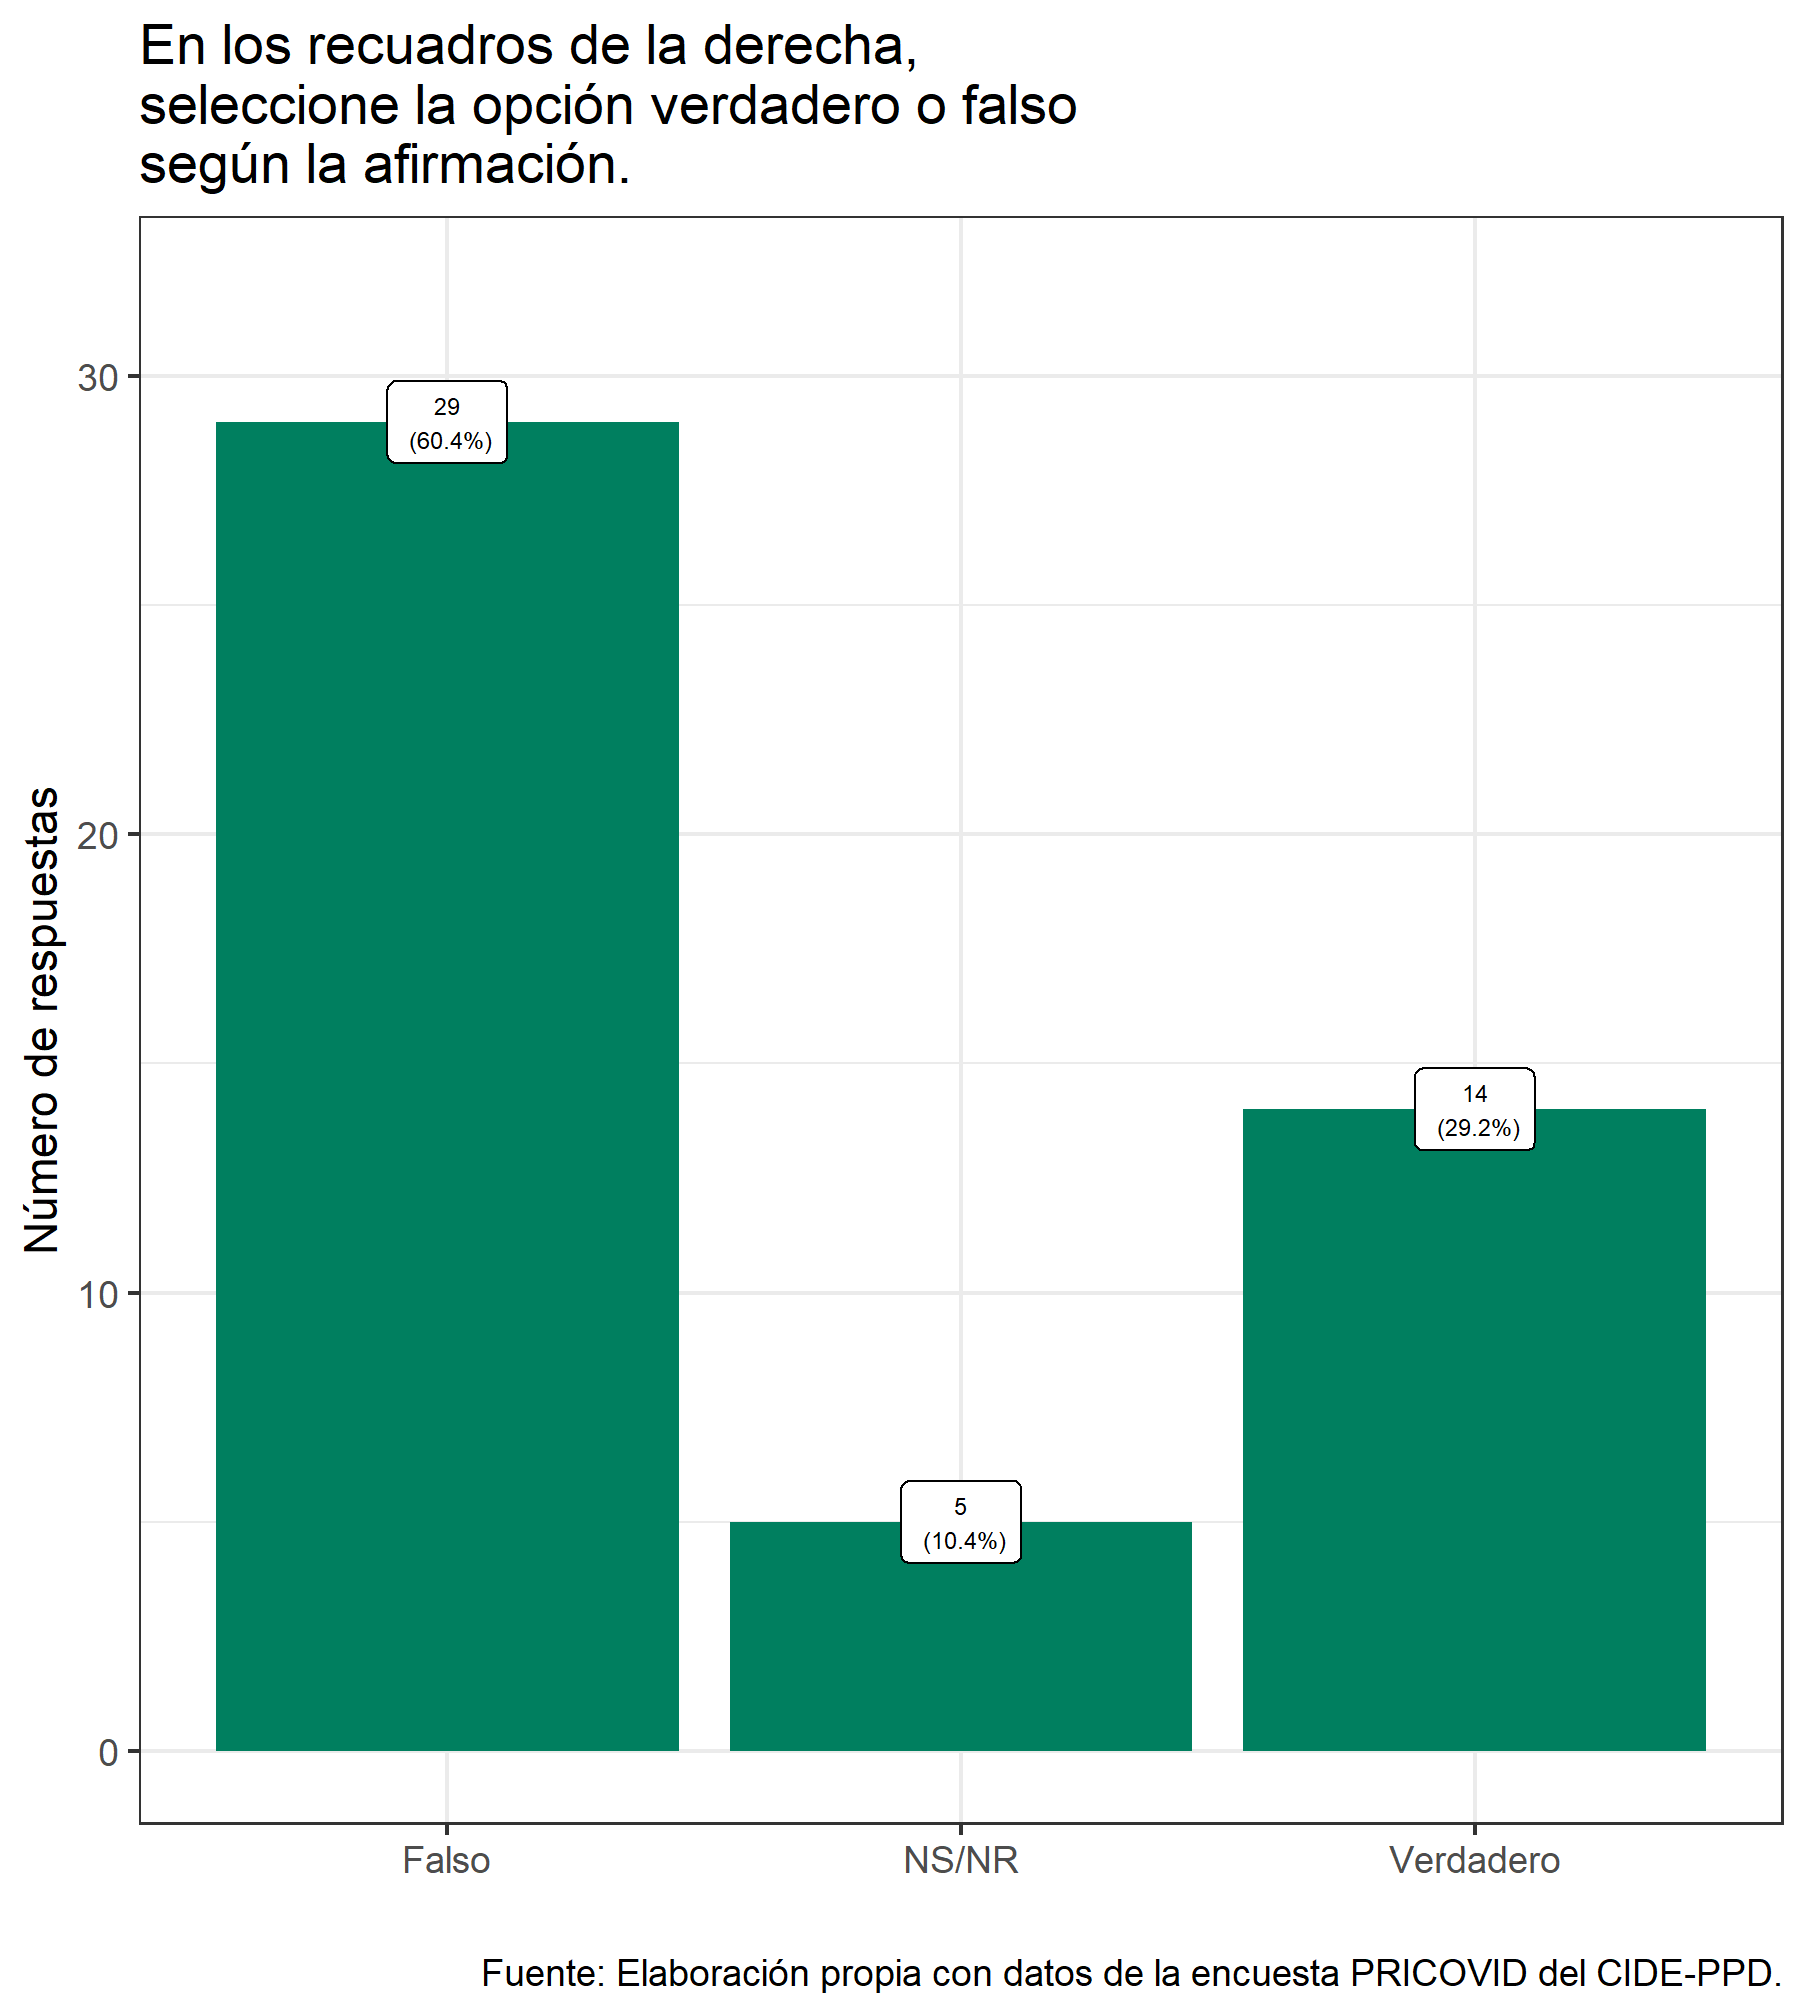 En los recuadros de la derecha,
seleccione la opción verdadero o falso
según la afirmación.
Número de respuestas
30
20
10
0
29
(60.4%)
5
(10.4%)
14
(29.2%)
Falso
NS/NR
Verdadero
Fuente: Elaboración propia con datos de la encuesta PRICOVID del CIDE-PPD.